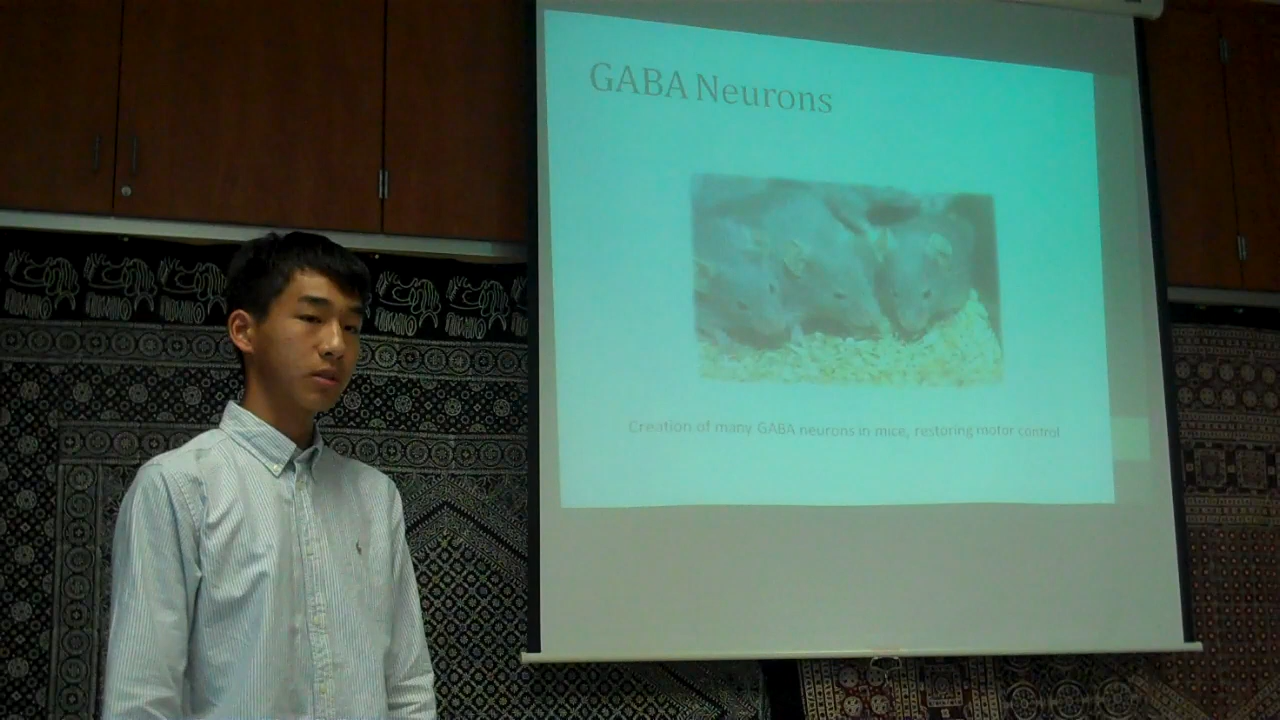 GABA Neurons
Creation of many GABA neurons in mice, restoring motor control